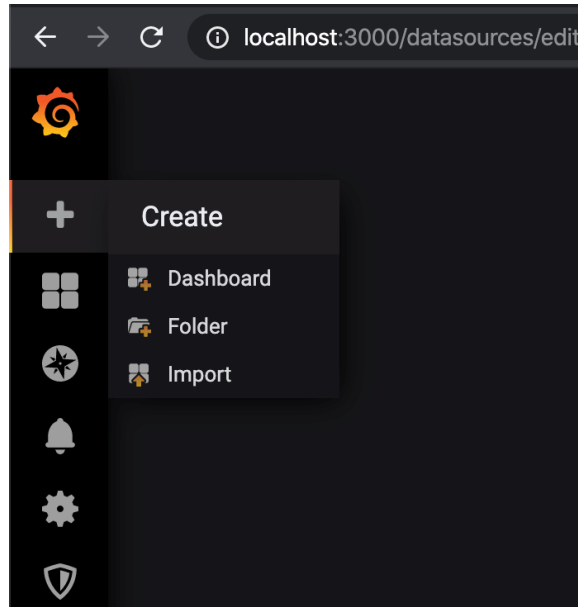 localhost:3000/datasources/edit
Create
Dashboard
Folder
Import